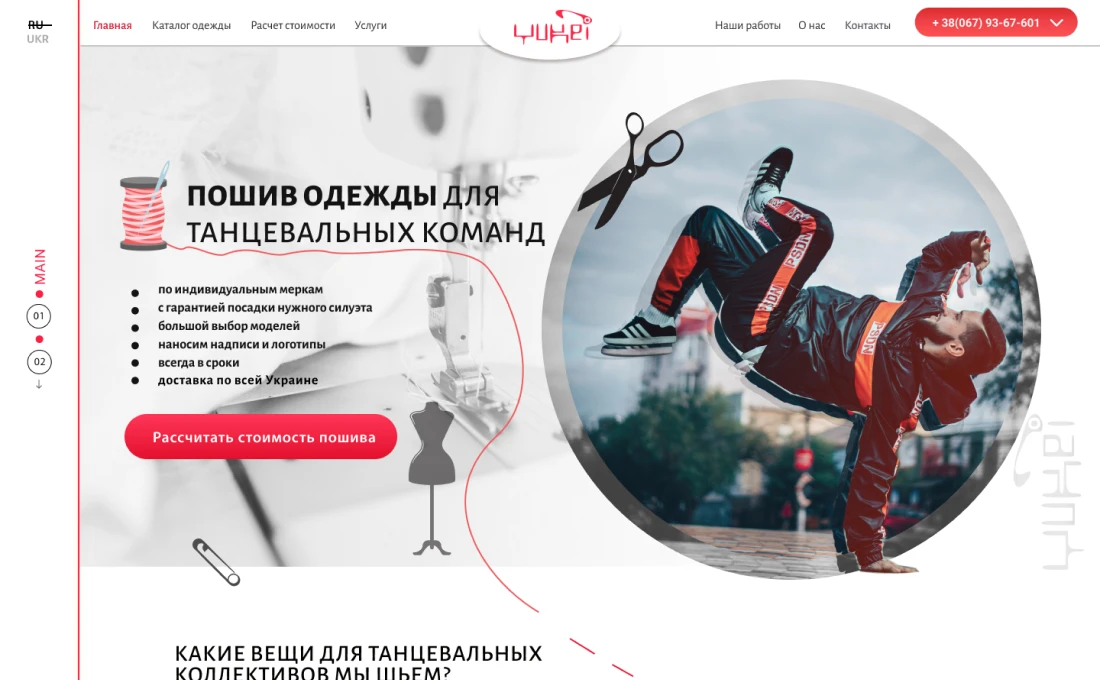 RU
UKR
Главная
Каталог одежды
Расчет стоимости
Услуги
yukei
Наши работы
О нас
Контакты
+ 38(067) 93-67-601
ПОШИВ ОДЕЖДЫ ДЛЯ
ТАНЦЕВАЛЬНЫХ КОМАНД
по индивидуальным меркам
с гарантией посадки нужного силуэта
большой выбор моделей
наносим надписи и логотипы
всегда в сроки
доставка по всей Украине
Рассчитать стоимость пошива
MAIN
01
02
yukei
КАКИЕ ВЕЩИ ДЛЯ ТАНЦЕВАЛЬНЫХ
КОЛЛЕКТИВОВ МЫ ШЬЕМ?